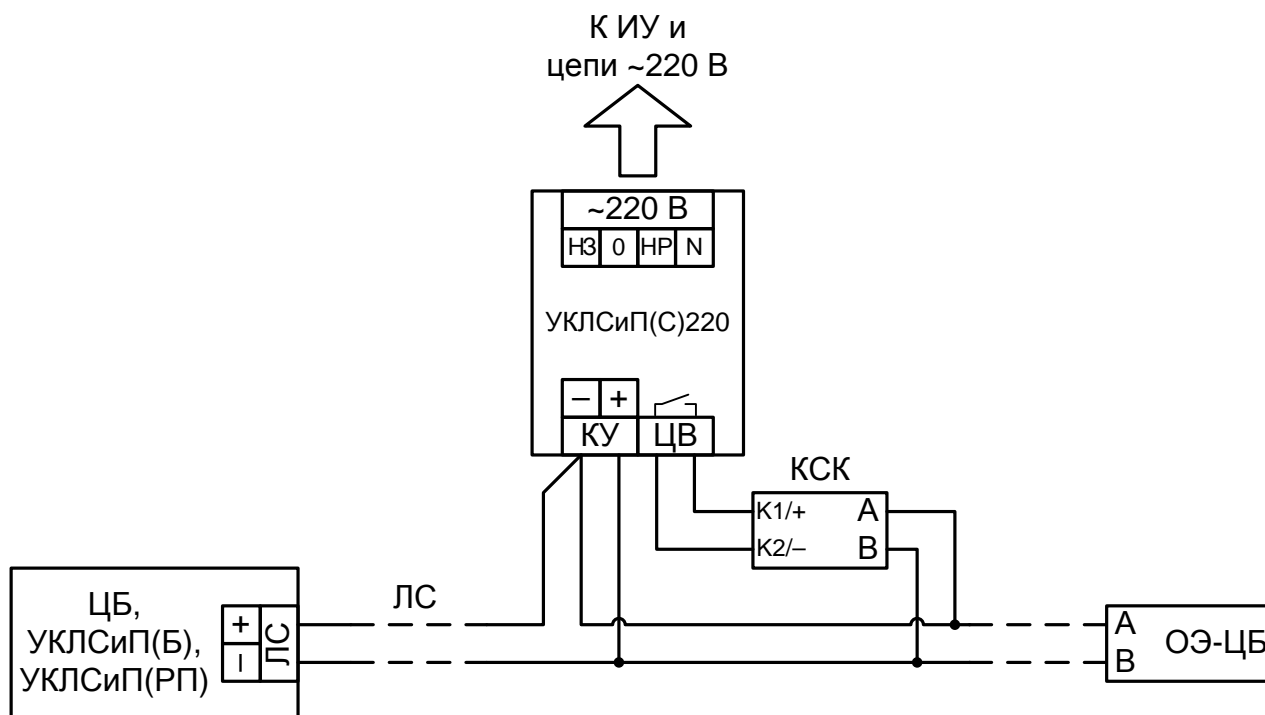 К ИУ и
цепи ~220 В
~220 В
НЗ 0 НР N
УКЛСиП(С)220
– +
КУ ЦВ
КСК
К1/+ А
К2/– В
ЦБ,
УКЛСиП(Б),
УКЛСиП(РП)
+
–
ЛС
ЛС
А
В
ОЭ-ЦБ